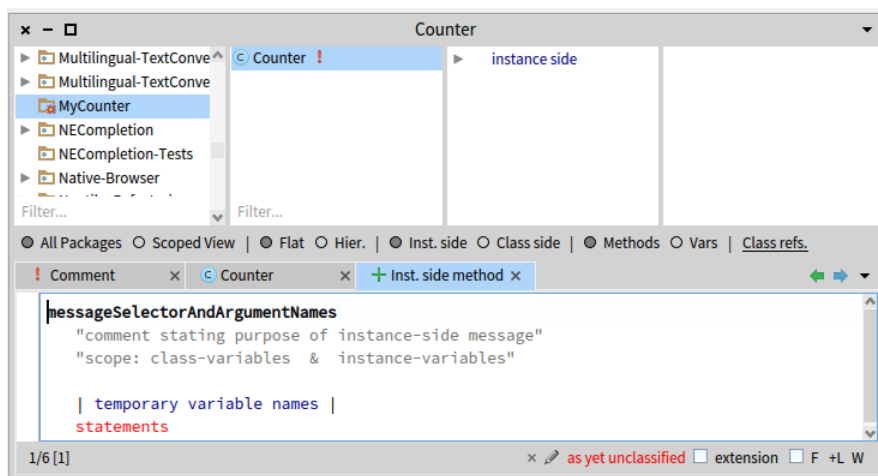 Counter
Multilingual-TextConve
Multilingual-TextConve
MyCounter
NECompletion
NECompletion-Tests
Native-Browser
Filter...
Counter !
Filter...
instance side
All Packages Scoped View | Flat Hier. | Inst. side Class side | Methods Vars | Class refs.
! Comment × C Counter × Inst. side method ×
messageSelectorAndArgumentNames
"comment stating purpose of instance-side message"
"scope: class-variables & instance-variables"
| temporary variable names |
statements
1/6 [1] × as yet unclassified extension F +L W